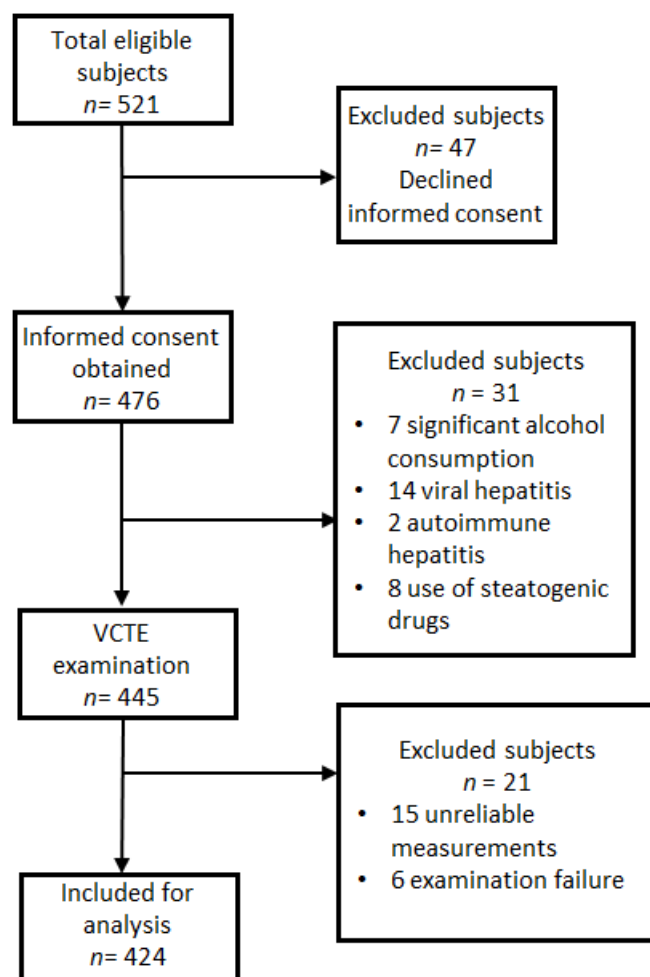 Total eligible
subjects
n= 521
Excluded subjects
n= 47
Declined
informed consent
Informed consent
obtained
n= 476
Excluded subjects
n = 31
• 7 significant alcohol
consumption
• 14 viral hepatitis
• 2 autoimmune
hepatitis
• 8 use of steatogenic
drugs
VCTE
examination
n= 445
Excluded subjects
n = 21
• 15 unreliable
measurements
• 6 examination failure
Included for
analysis
n= 424